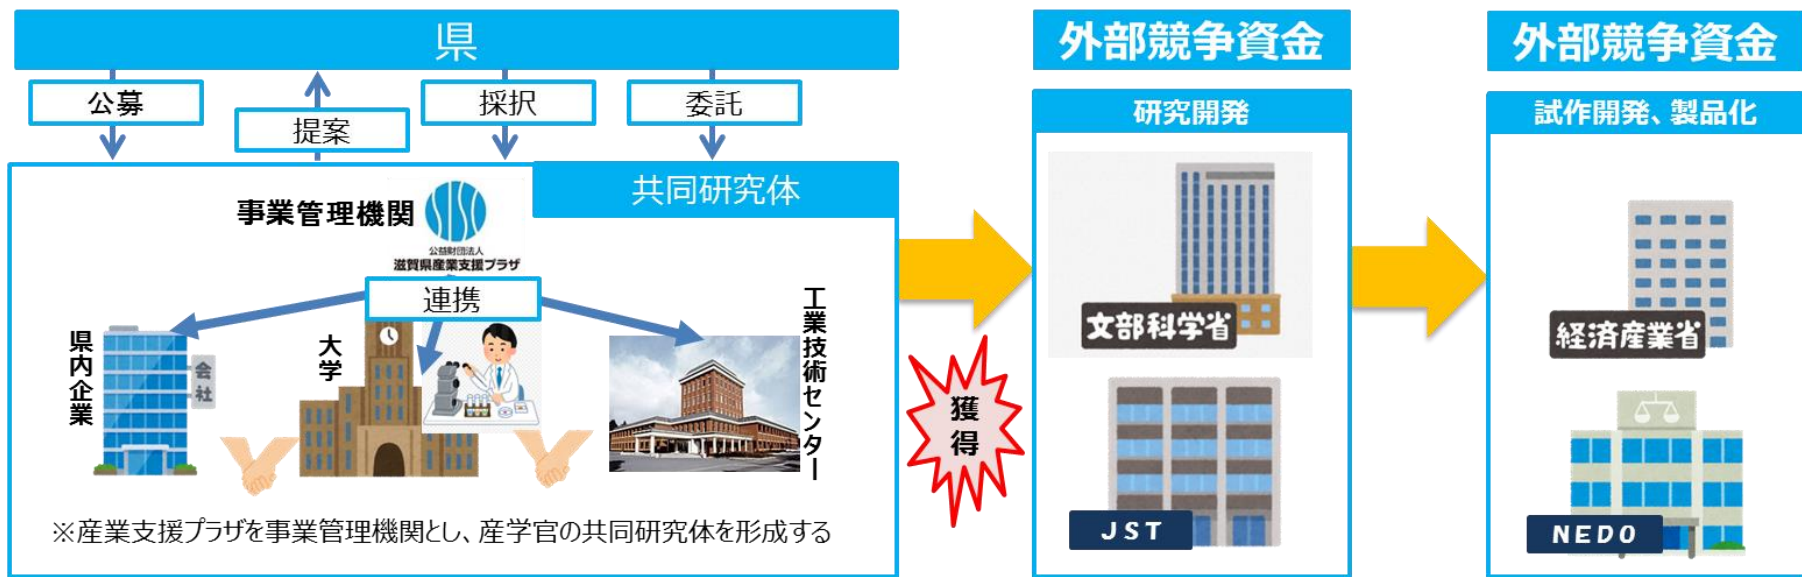 県
公募
提案
採択
委託
共同研究体
事業管理機関
公益財団法人
滋賀県産業支援プラザ
連携
県内企業
会社
大学
工業技術センター
※産業支援プラザを事業管理機関とし、産学官の共同研究体を形成する
獲得
外部競争資金
研究開発
文部科学省
JST
外部競争資金
試作開発、製品化
経済産業省
NEDO